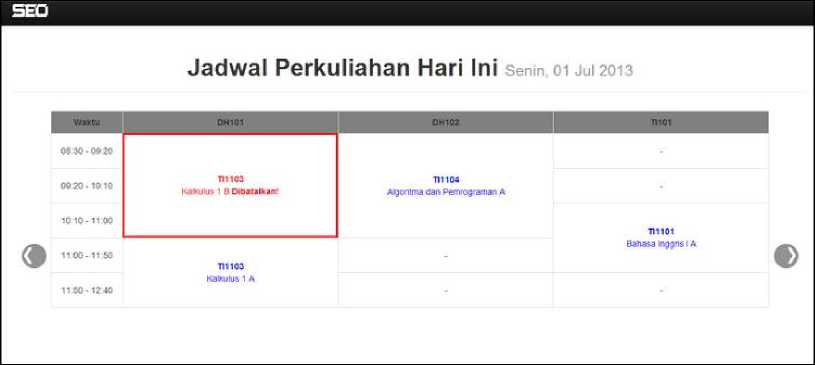 SEO
Jadwal Perkuliahan Hari Ini Senin, 01 Jul 2013
Waktu DH101 DH102 TI101
08:30 - 09:20 -
TI1103 TI1104
09:20 - 10:10 -
Kalkulus 1 B Dibatalkan! Algoritma dan Pemrograman A
10:10 - 11:00
TI1101
Bahasa Inggris I A
11:00 - 11:50 -
TI1103
Kalkulus 1 A
11:50 - 12:40 - -